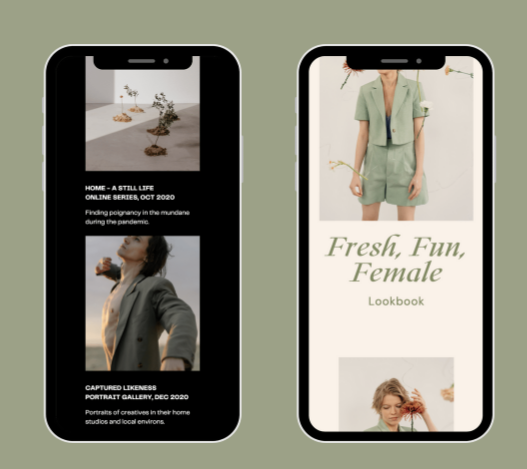 HOME - A STILL LIFE
ONLINE SERIES, OCT 2020
Finding poignancy in the mundane
during the pandemic.
CAPTURED LIKENESS
PORTRAIT GALLERY, DEC 2020
Portraits of creatives in their home
studios and local environs.
Fresh, Fun,
Female
Lookbook